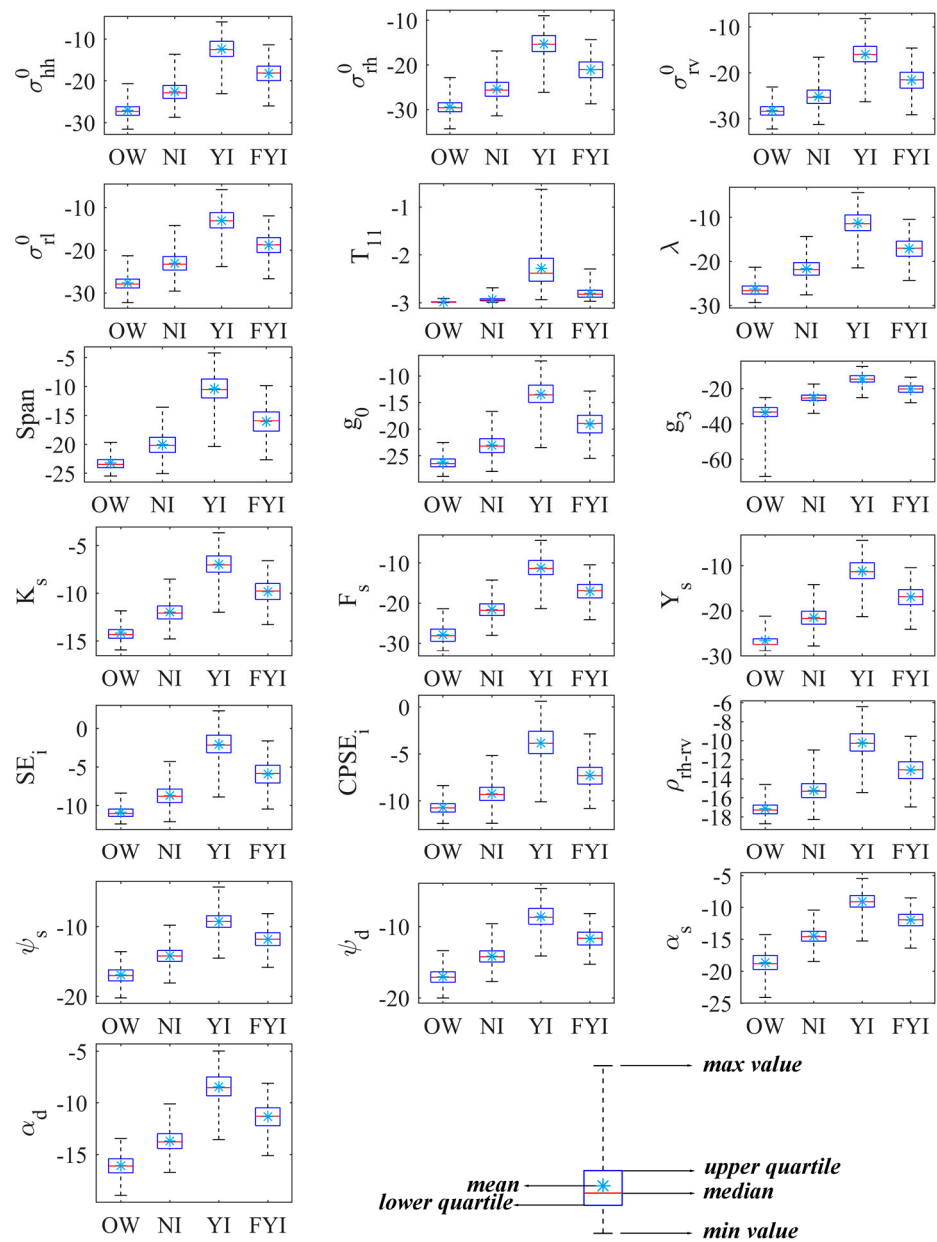 σ⁰hh
-10
-20
-30
OW NI YI FYI
σ⁰rh
-10
-20
-30
OW NI YI FYI
σ⁰rv
-10
-20
-30
OW NI YI FYI
σ⁰rl
-10
-20
-30
OW NI YI FYI
T₁₁
-1
-2
-3
OW NI YI FYI
λ
-10
-20
-30
OW NI YI FYI
Span
-5
-10
-15
-20
-25
OW NI YI FYI
g₀
-10
-15
-20
-25
OW NI YI FYI
g₃
-20
-40
-60
OW NI YI FYI
Kₛ
-5
-10
-15
OW NI YI FYI
Fₛ
-10
-20
-30
OW NI YI FYI
Yₛ
-10
-20
-30
OW NI YI FYI
SEᵢ
0
-5
-10
OW NI YI FYI
CPSEᵢ
0
-5
-10
OW NI YI FYI
ρrh-rv
-6
-8
-10
-12
-14
-16
-18
OW NI YI FYI
ψₛ
-10
-20
OW NI YI FYI
ψd
-10
-20
OW NI YI FYI
αₛ
-5
-10
-15
-20
-25
OW NI YI FYI
αd
-5
-10
-15
OW NI YI FYI
max value
upper quartile
mean
median
lower quartile
min value